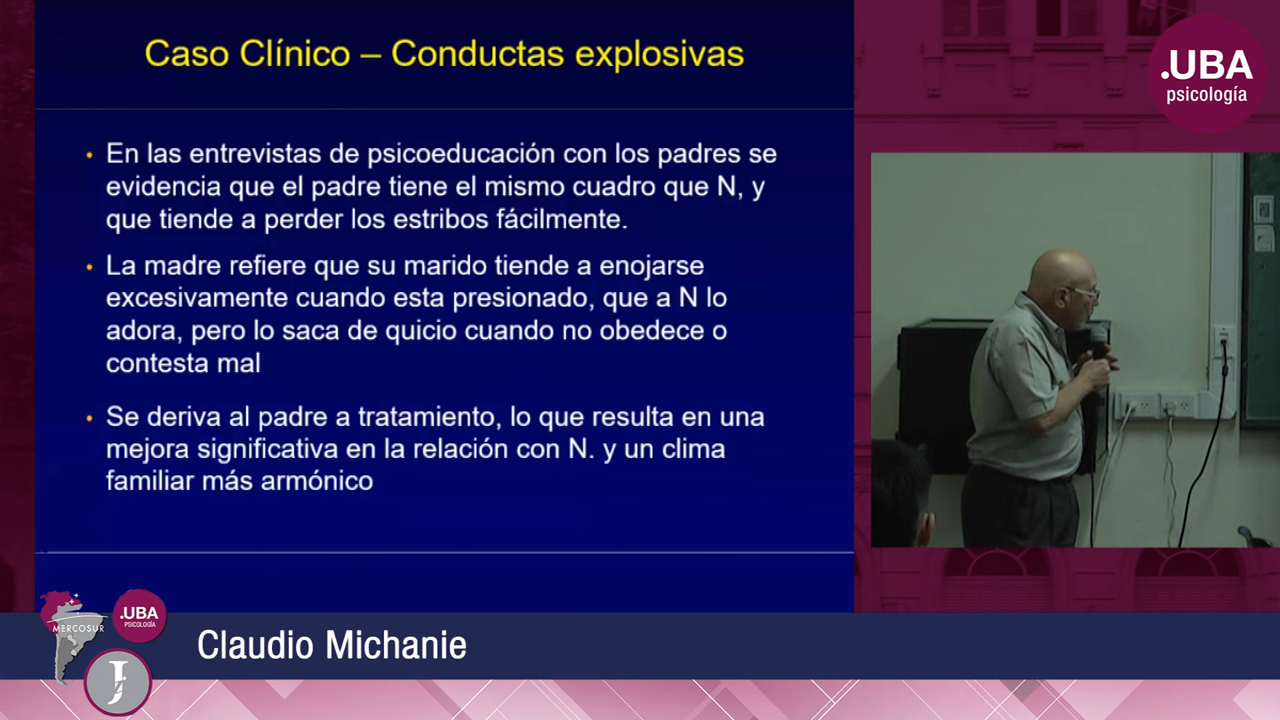 Caso Clínico – Conductas explosivas
.UBA
psicología
• En las entrevistas de psicoeducación con los padres se
evidencia que el padre tiene el mismo cuadro que N, y
que tiende a perder los estribos fácilmente.
• La madre refiere que su marido tiende a enojarse
excesivamente cuando esta presionado, que a N lo
adora, pero lo saca de quicio cuando no obedece o
contesta mal
• Se deriva al padre a tratamiento, lo que resulta en una
mejora significativa en la relación con N. y un clima
familiar más armónico
MERCOSUR
.UBA
PSICOLOGÍA
J
Claudio Michanie